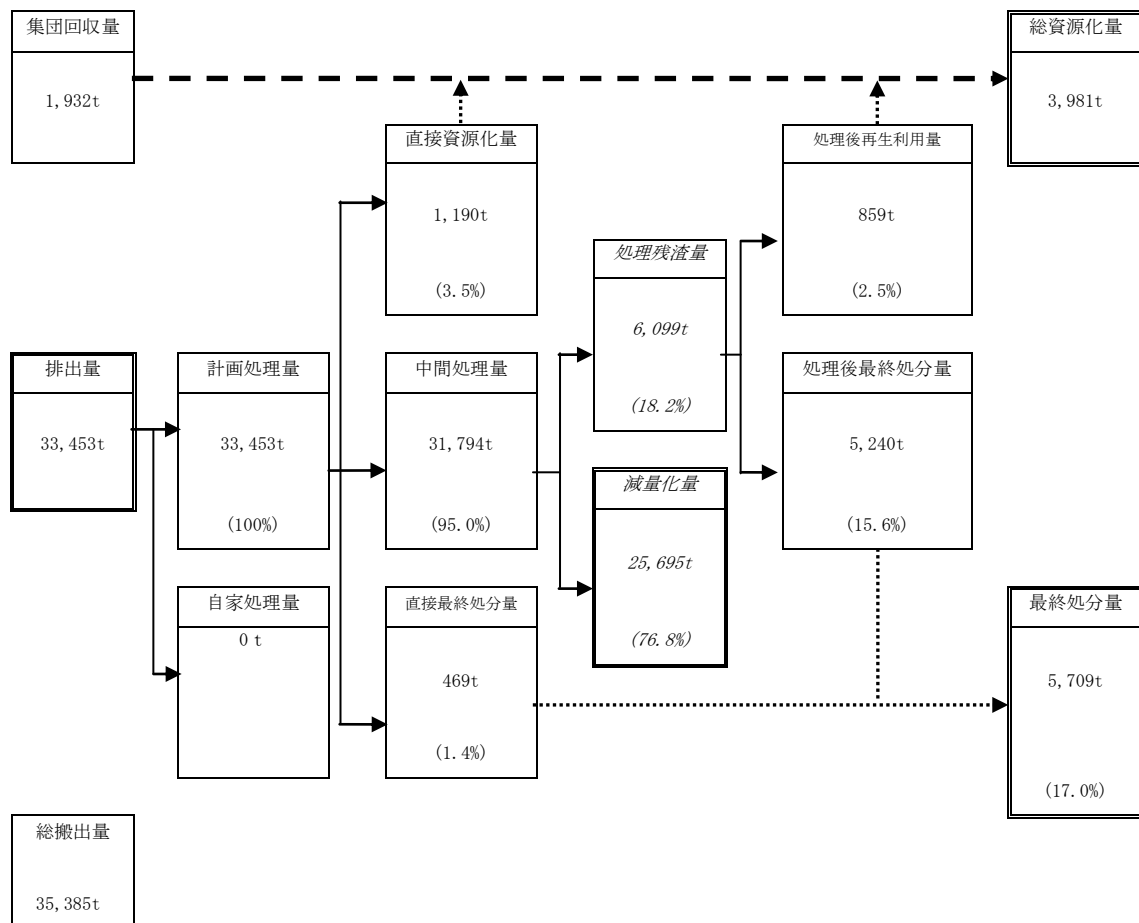 集団回収量
1,932t
総資源化量
3,981t
直接資源化量
1,190t
(3.5%)
処理後再生利用量
859t
(2.5%)
処理残渣量
6,099t
(18.2%)
排出量
33,453t
計画処理量
33,453t
(100%)
中間処理量
31,794t
(95.0%)
処理後最終処分量
5,240t
(15.6%)
減量化量
25,695t
(76.8%)
自家処理量
0 t
直接最終処分量
469t
(1.4%)
最終処分量
5,709t
(17.0%)
総搬出量
35,385t